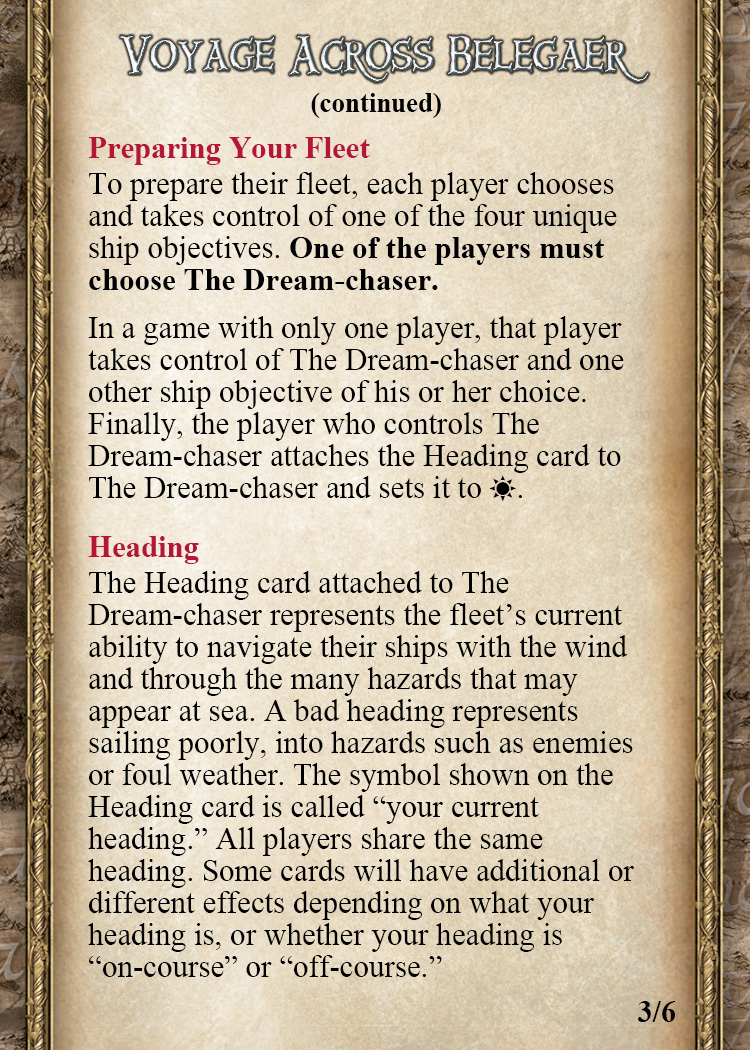 Voyage Across Belegaer
(continued)
Preparing Your Fleet
To prepare their fleet, each player chooses
and takes control of one of the four unique
ship objectives. One of the players must
choose The Dream-chaser.
In a game with only one player, that player
takes control of The Dream-chaser and one
other ship objective of his or her choice.
Finally, the player who controls The
Dream-chaser attaches the Heading card to
The Dream-chaser and sets it to ☀.
Heading
The Heading card attached to The
Dream-chaser represents the fleet’s current
ability to navigate their ships with the wind
and through the many hazards that may
appear at sea. A bad heading represents
sailing poorly, into hazards such as enemies
or foul weather. The symbol shown on the
Heading card is called “your current
heading.” All players share the same
heading. Some cards will have additional or
different effects depending on what your
heading is, or whether your heading is
“on-course” or “off-course.”
3/6